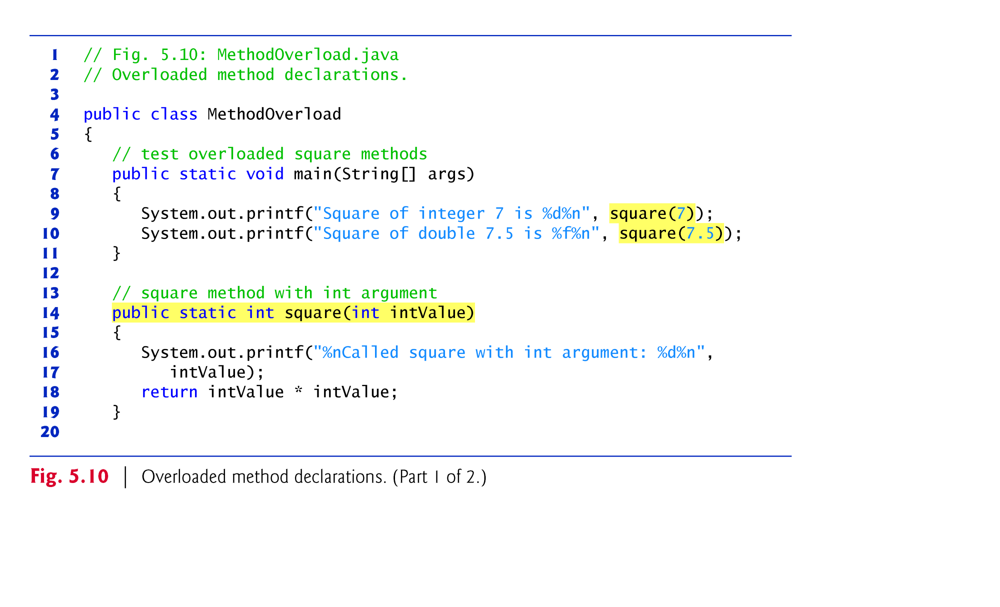 1 // Fig. 5.10: MethodOverload.java
2 // Overloaded method declarations.
3
4 public class MethodOverload
5 {
6    // test overloaded square methods
7    public static void main(String[] args)
8    {
9       System.out.printf("Square of integer 7 is %d%n", square(7));
10       System.out.printf("Square of double 7.5 is %f%n", square(7.5));
11    }
12
13    // square method with int argument
14    public static int square(int intValue)
15    {
16       System.out.printf("%nCalled square with int argument: %d%n",
17          intValue);
18       return intValue * intValue;
19    }
20
Fig. 5.10 | Overloaded method declarations. (Part 1 of 2.)